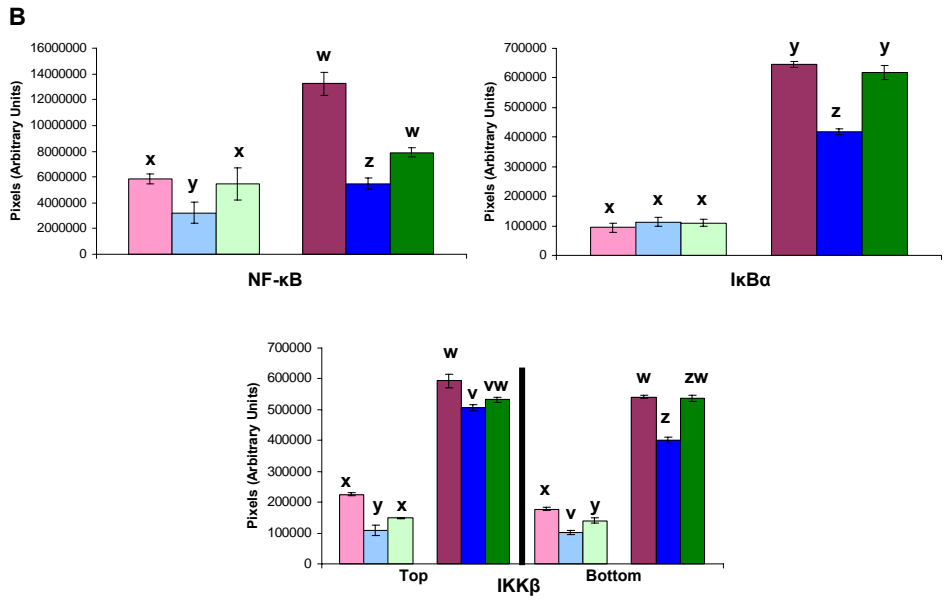 B
Pixels (Arbitrary Units)
16000000
14000000
12000000
10000000
8000000
6000000
4000000
2000000
0
x
y
x
w
z
w
NF-κB
Pixels (Arbitrary Units)
700000
600000
500000
400000
300000
200000
100000
0
x
x
x
y
z
y
IκBα
Pixels (Arbitrary Units)
700000
600000
500000
400000
300000
200000
100000
0
x
y
x
w
v
vw
x
v
y
w
z
zw
Top
Bottom
IKKβ